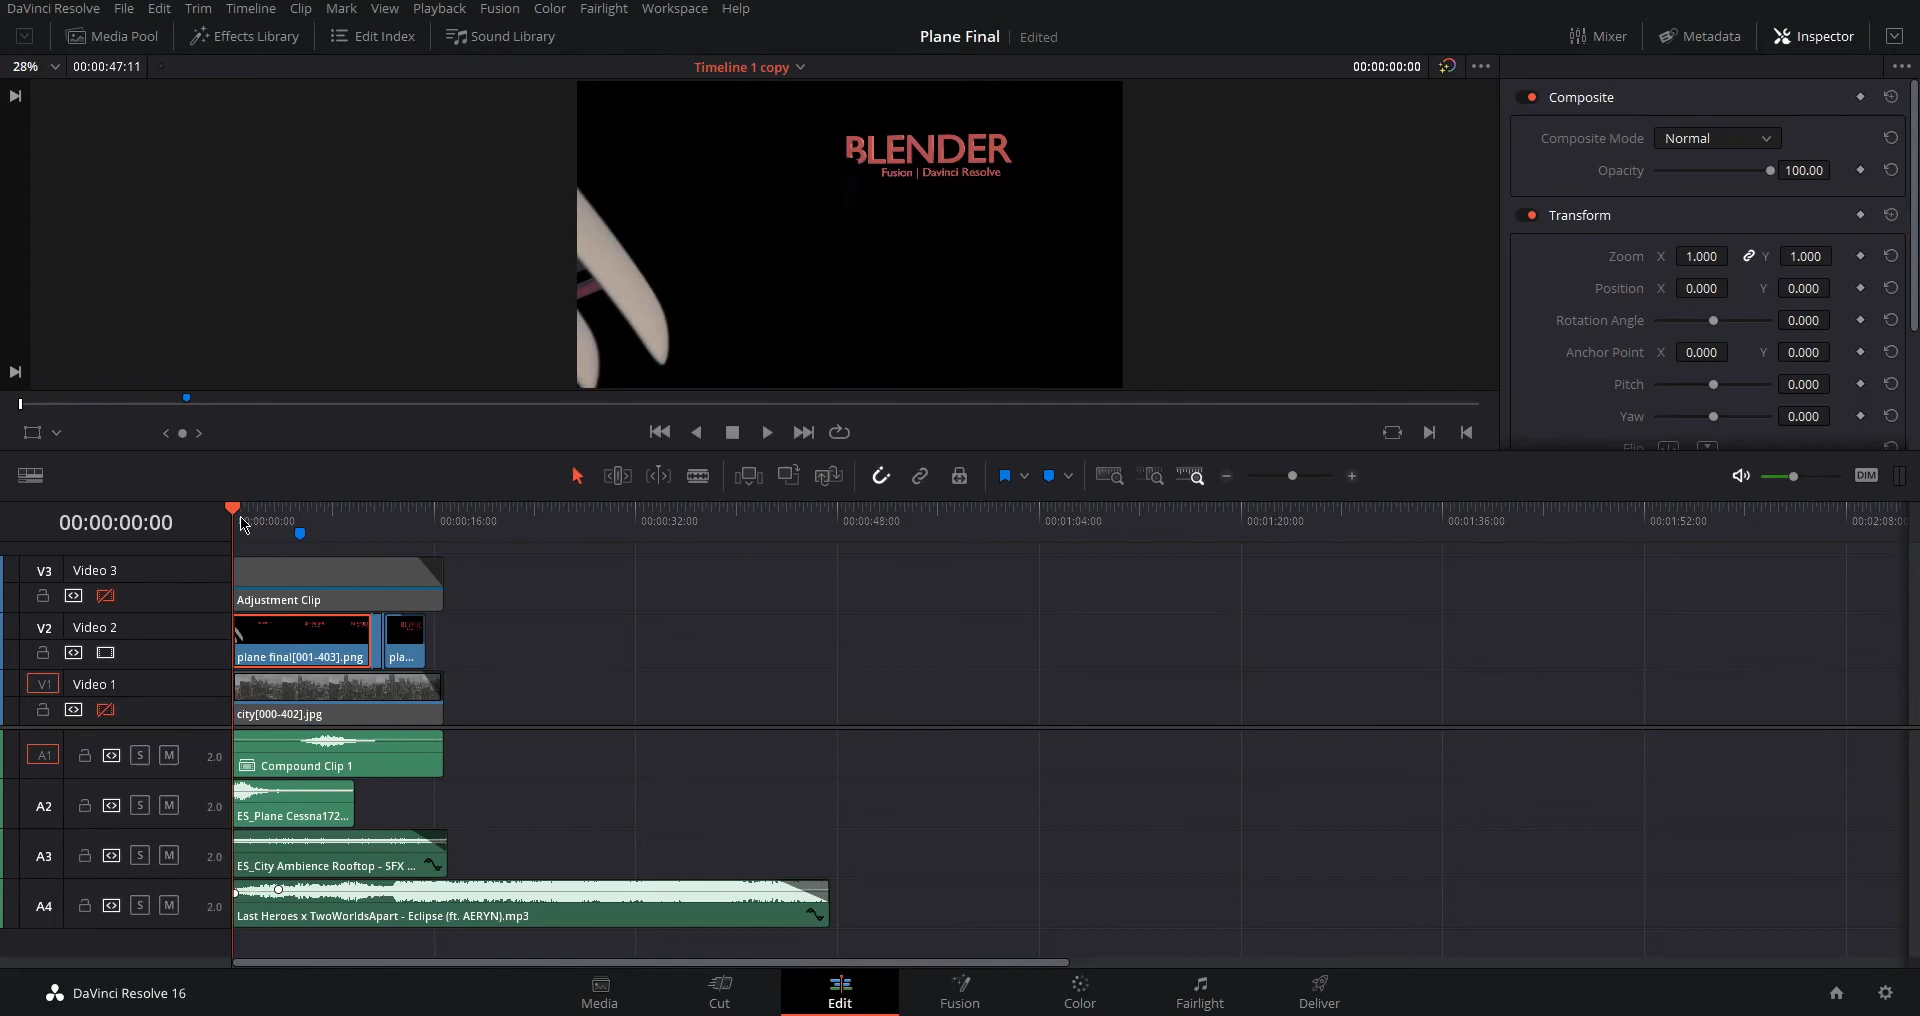 DaVinci Resolve File Edit Trim Timeline Clip Mark View Playback Fusion Color Fairlight Workspace Help
Media Pool Effects Library Edit Index Sound Library Plane Final Edited Mixer Metadata Inspector
28% 00:00:47:11 Timeline 1 copy 00:00:00:00
BLENDER
Fusion | Davinci Resolve
Composite
Composite Mode Normal
Opacity 100.00
Transform
Zoom X 1.000 Y 1.000
Position X 0.000 Y 0.000
Rotation Angle 0.000
Anchor Point X 0.000 Y 0.000
Pitch 0.000
Yaw 0.000
Flip
DIM
00:00:00:00
00:00:16:00 00:00:32:00 00:00:48:00 00:01:04:00 00:01:20:00 00:01:36:00 00:01:52:00 00:02:08:00
V3 Video 3
Adjustment Clip
V2 Video 2
plane final[001-403].png pla...
V1 Video 1
city[000-402].jpg
A1 S M 2.0
Compound Clip 1
A2 S M 2.0
ES_Plane Cessna172...
A3 S M 2.0
ES_City Ambience Rooftop - SFX ...
A4 S M 2.0
Last Heroes x TwoWorldsApart - Eclipse (ft. AERYN).mp3
DaVinci Resolve 16 Media Cut Edit Fusion Color Fairlight Deliver